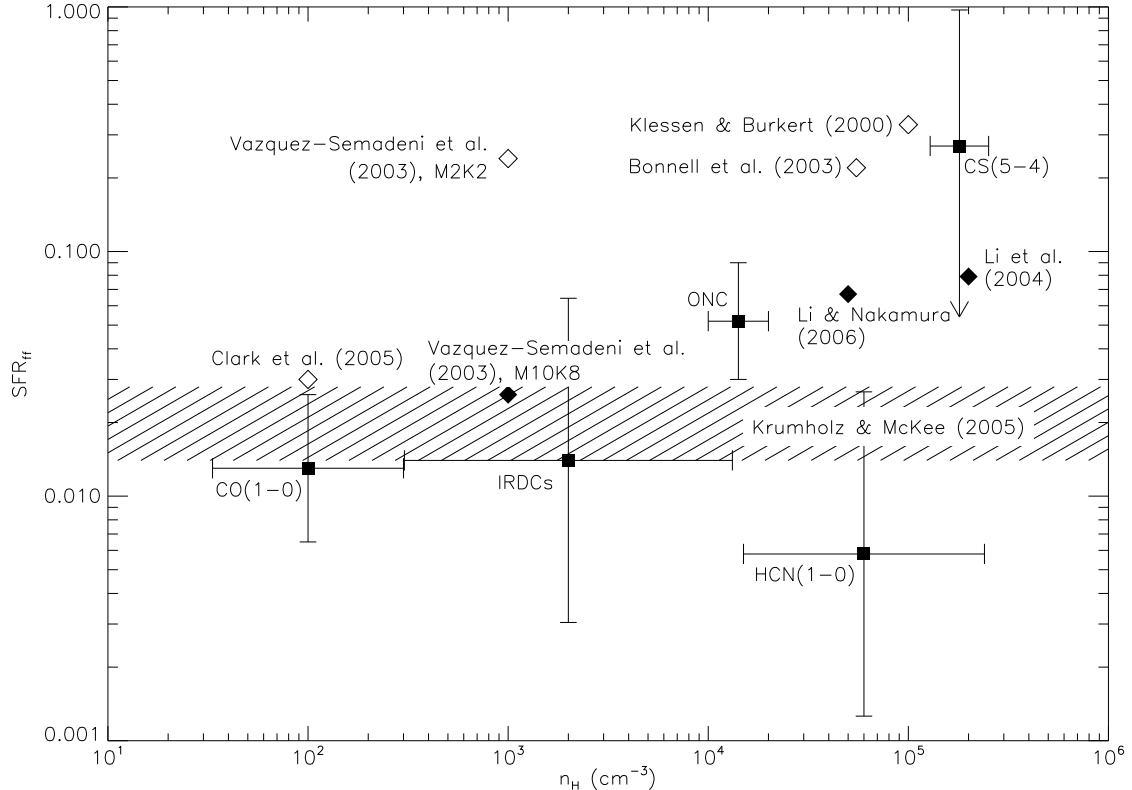 1.000
Vazquez-Semadeni et al.
(2003), M2K2
Klessen & Burkert (2000)
Bonnell et al. (2003)
CS(5-4)
0.100
Li et al.
(2004)
ONC
Li & Nakamura
(2006)
SFR_ff
Clark et al. (2005)
Vazquez-Semadeni et al.
(2003), M10K8
Krumholz & McKee (2005)
CO(1-0)
IRDCs
0.010
HCN(1-0)
0.001
10^1 10^2 10^3 10^4 10^5 10^6
n_H (cm^-3)